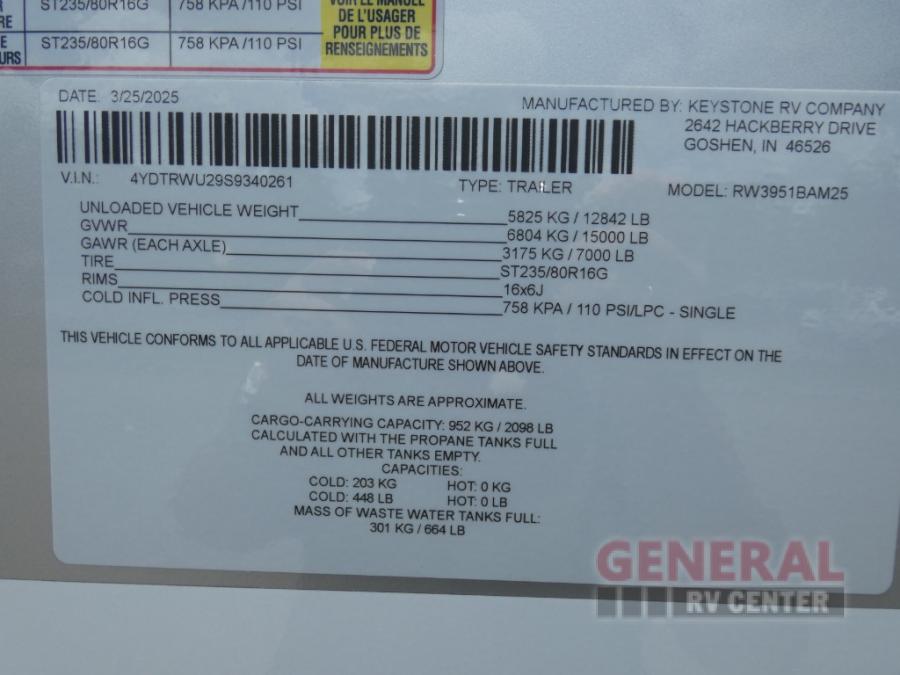 RE
ST235/80R16G 758 KPA /110 PSI
VOIR LE MANUEL
DE L'USAGER
POUR PLUS DE
RENSEIGNEMENTS
E
URS
ST235/80R16G 758 KPA /110 PSI
DATE: 3/25/2025
MANUFACTURED BY: KEYSTONE RV COMPANY
2642 HACKBERRY DRIVE
GOSHEN, IN 46526
V.I.N.: 4YDTRWU29S9340261 TYPE: TRAILER MODEL: RW3951BAM25
UNLOADED VEHICLE WEIGHT 5825 KG / 12842 LB
GVWR 6804 KG / 15000 LB
GAWR (EACH AXLE) 3175 KG / 7000 LB
TIRE ST235/80R16G
RIMS 16x6J
COLD INFL. PRESS 758 KPA / 110 PSI/LPC - SINGLE
THIS VEHICLE CONFORMS TO ALL APPLICABLE U.S. FEDERAL MOTOR VEHICLE SAFETY STANDARDS IN EFFECT ON THE
DATE OF MANUFACTURE SHOWN ABOVE.
ALL WEIGHTS ARE APPROXIMATE.
CARGO-CARRYING CAPACITY: 952 KG / 2098 LB
CALCULATED WITH THE PROPANE TANKS FULL
AND ALL OTHER TANKS EMPTY.
CAPACITIES:
COLD: 203 KG HOT: 0 KG
COLD: 448 LB HOT: 0 LB
MASS OF WASTE WATER TANKS FULL:
301 KG / 664 LB
GENERAL
RV CENTER